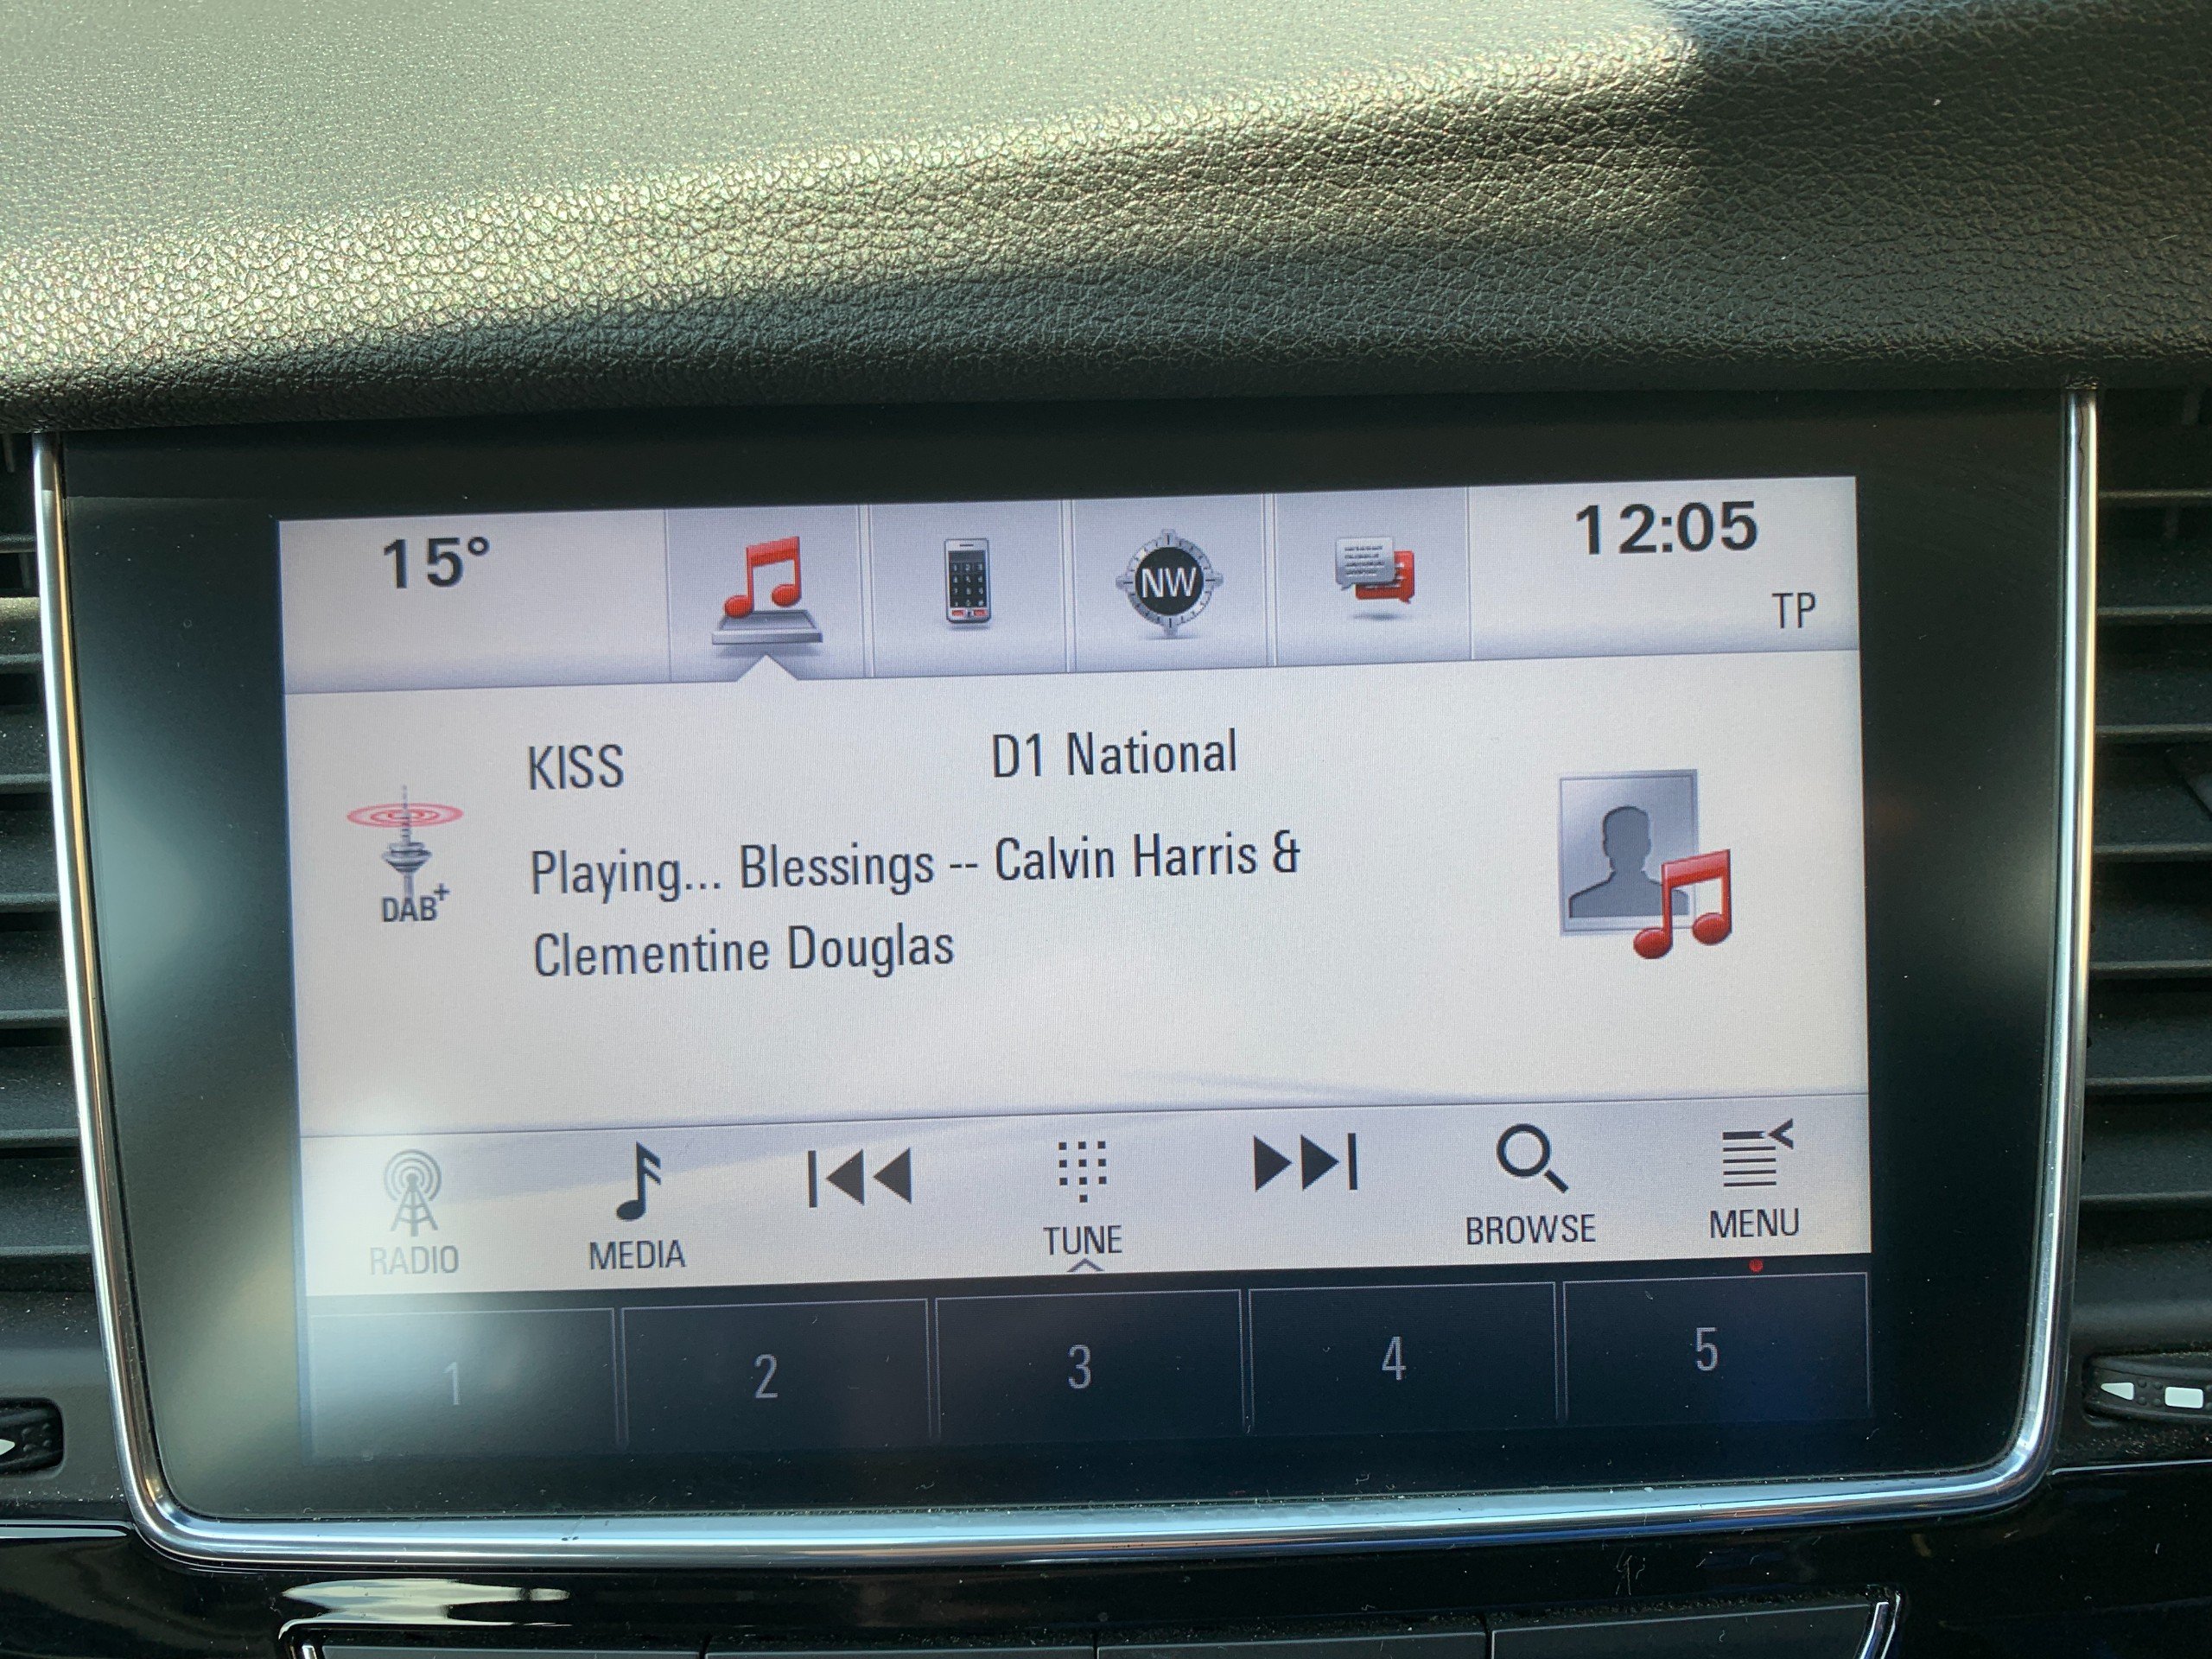 15°
NW
12:05
TP
KISS D1 National
DAB+
Playing... Blessings -- Calvin Harris &
Clementine Douglas
RADIO MEDIA TUNE BROWSE MENU
1 2 3 4 5